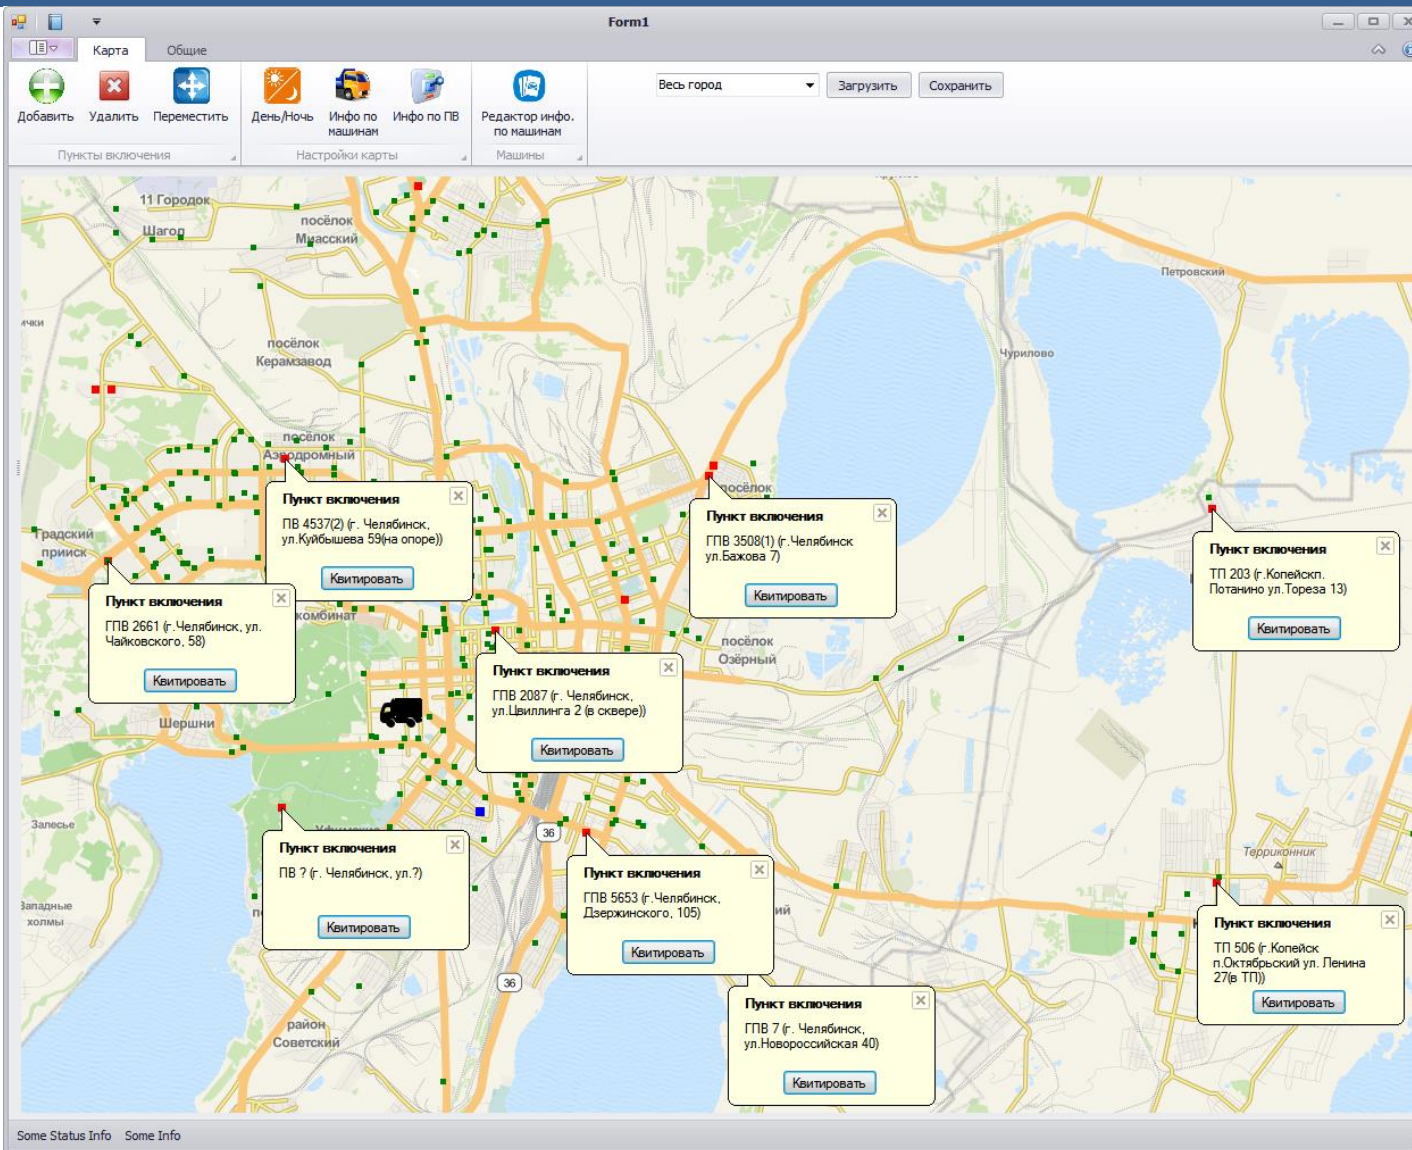 Form1
Карта
Общие
Добавить
Удалить
Переместить
Пункты включения
День/Ночь
Инфо по
машинам
Инфо по ПВ
Настройки карты
Редактор инфо.
по машинам
Машины
Весь город
Загрузить
Сохранить
11 Городок
Шагол
посёлок
Миасский
Петровский
Чурилово
посёлок
Керамзавод
посёлок
Аэродромный
посёлок
Градский
прииск
Пункт включения
ПВ 4537(2) (г. Челябинск,
ул.Куйбышева 59(на опоре))
Квитировать
Пункт включения
ГПВ 3508(1) (г.Челябинск
ул.Бажова 7)
Квитировать
Пункт включения
ТП 203 (г.Копейскп.
Потанино ул.Тореза 13)
Квитировать
Пункт включения
ГПВ 2661 (г.Челябинск, ул.
Чайковского, 58)
Квитировать
комбинат
посёлок
Озёрный
Пункт включения
ГПВ 2087 (г. Челябинск,
ул.Цвиллинга 2 (в сквере))
Квитировать
Шершни
Залесье
36
Терриконник
Пункт включения
ПВ ? (г. Челябинск, ул.?)
Квитировать
Пункт включения
ГПВ 5653 (г.Челябинск,
Дзержинского, 105)
Квитировать
Западные
холмы
Пункт включения
ТП 506 (г.Копейск
п.Октябрьский ул. Ленина
27(в ТП))
Квитировать
36
Пункт включения
ГПВ 7 (г. Челябинск,
ул.Новороссийская 40)
Квитировать
район
Советский
Some Status Info Some Info